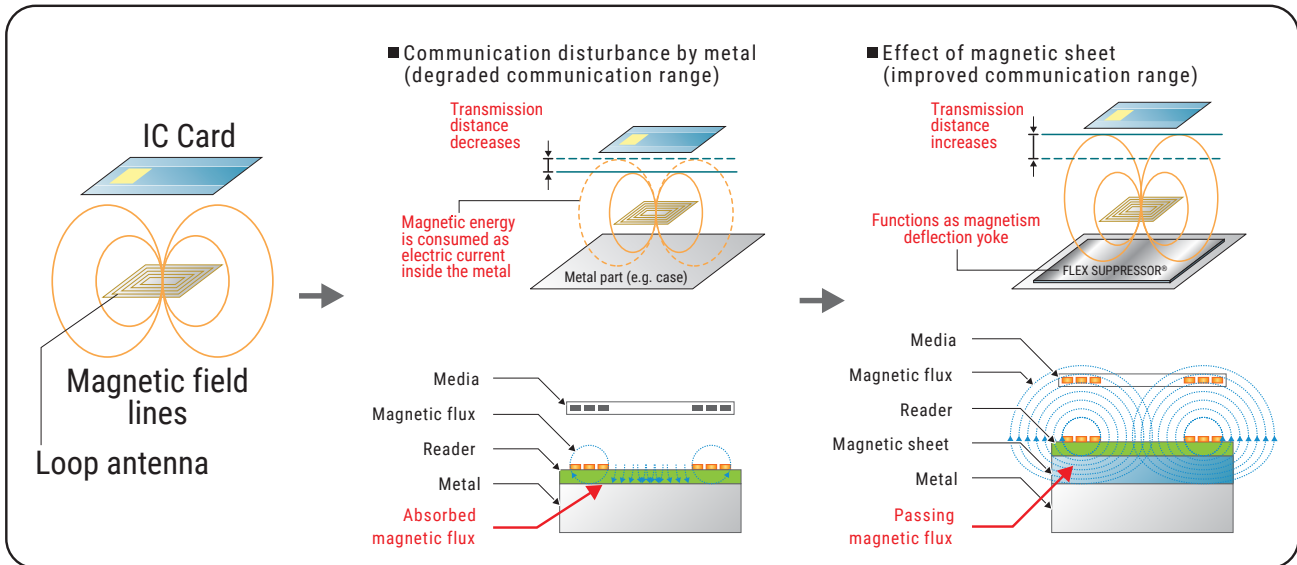 IC Card
Magnetic field
lines
Loop antenna
■ Communication disturbance by metal
(degraded communication range)
Transmission
distance
decreases
Magnetic energy
is consumed as
electric current
inside the metal
Metal part (e.g. case)
Media
Magnetic flux
Reader
Metal
Absorbed
magnetic flux
■ Effect of magnetic sheet
(improved communication range)
Transmission
distance
increases
Functions as magnetism
deflection yoke
FLEX SUPPRESSOR®
Media
Magnetic flux
Reader
Magnetic sheet
Metal
Passing
magnetic flux